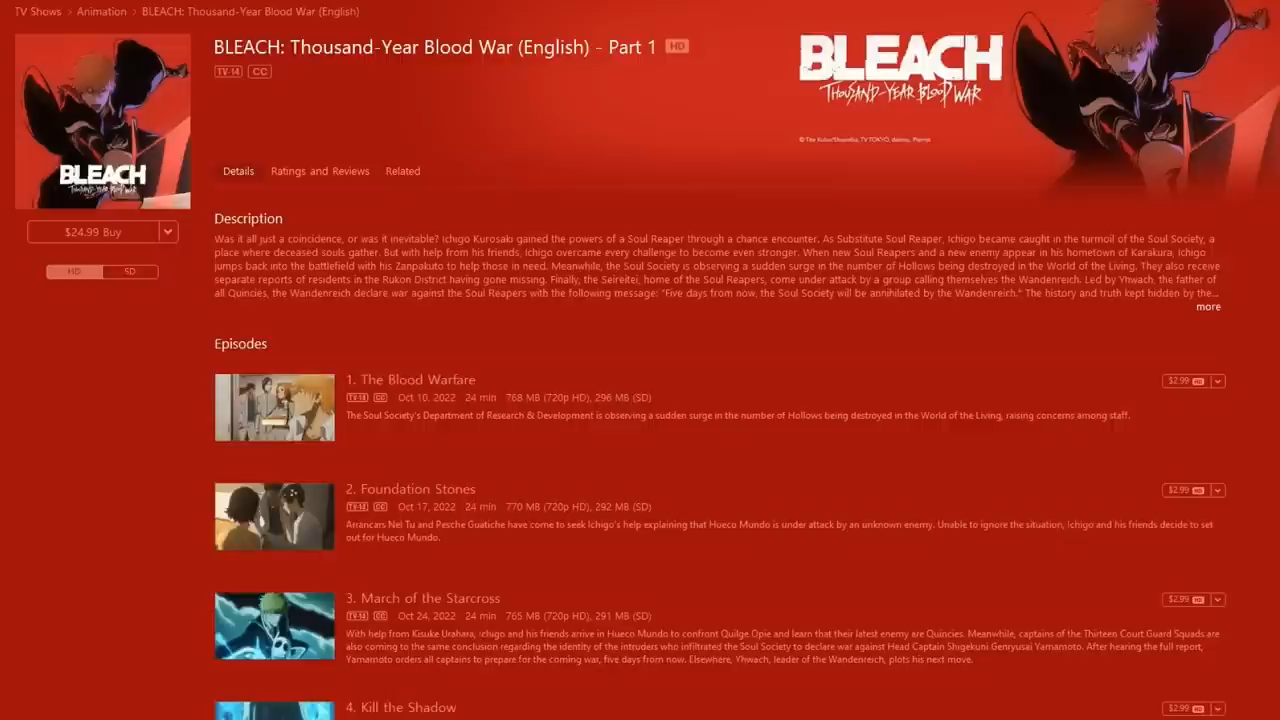 TV Shows > Animation > BLEACH: Thousand-Year Blood War (English)
BLEACH: Thousand-Year Blood War (English) - Part 1 HD
TV-14 CC
BLEACH
THOUSAND-YEAR BLOOD WAR
BLEACH
THOUSAND-YEAR BLOOD WAR
© Tite Kubo/Shueisha, TV TOKYO, dentsu, Pierrot
Details Ratings and Reviews Related
$24.99 Buy
HD SD
Description
Was it all just a coincidence, or was it inevitable? Ichigo Kurosaki gained the powers of a Soul Reaper through a chance encounter. As Substitute Soul Reaper, Ichigo became caught in the turmoil of the Soul Society, a
place where deceased souls gather. But with help from his friends, Ichigo overcame every challenge to become even stronger. When new Soul Reapers and a new enemy appear in his hometown of Karakura, Ichigo
jumps back into the battlefield with his Zanpakuto to help those in need. Meanwhile, the Soul Society is observing a sudden surge in the number of Hollows being destroyed in the World of the Living. They also receive
separate reports of residents in the Rukon District having gone missing. Finally, the Seireitei, home of the Soul Reapers, come under attack by a group calling themselves the Wandenreich. Led by Yhwach, the father of
all Quincies, the Wandenreich declare war against the Soul Reapers with the following message: "Five days from now, the Soul Society will be annihilated by the Wandenreich." The history and truth kept hidden by the...
more
Episodes
1. The Blood Warfare
$2.99 HD
TV-14 CC Oct 10, 2022 24 min 768 MB (720p HD), 296 MB (SD)
The Soul Society's Department of Research & Development is observing a sudden surge in the number of Hollows being destroyed in the World of the Living, raising concerns among staff.
2. Foundation Stones
$2.99 HD
TV-14 CC Oct 17, 2022 24 min 770 MB (720p HD), 292 MB (SD)
Arrancars Nel Tu and Pesche Guatiche have come to seek Ichigo's help explaining that Hueco Mundo is under attack by an unknown enemy. Unable to ignore the situation, Ichigo and his friends decide to set
out for Hueco Mundo.
3. March of the Starcross
$2.99 HD
TV-14 CC Oct 24, 2022 24 min 765 MB (720p HD), 291 MB (SD)
With help from Kisuke Urahara, Ichigo and his friends arrive in Hueco Mundo to confront Quilge Opie and learn that their latest enemy are Quincies. Meanwhile, captains of the Thirteen Court Guard Squads are
also coming to the same conclusion regarding the identity of the intruders who infiltrated the Soul Society to declare war against Head Captain Shigekuni Genryusai Yamamoto. After hearing the full report,
Yamamoto orders all captains to prepare for the coming war, five days from now. Elsewhere, Yhwach, leader of the Wandenreich, plots his next move.
4. Kill the Shadow
$2.99 HD